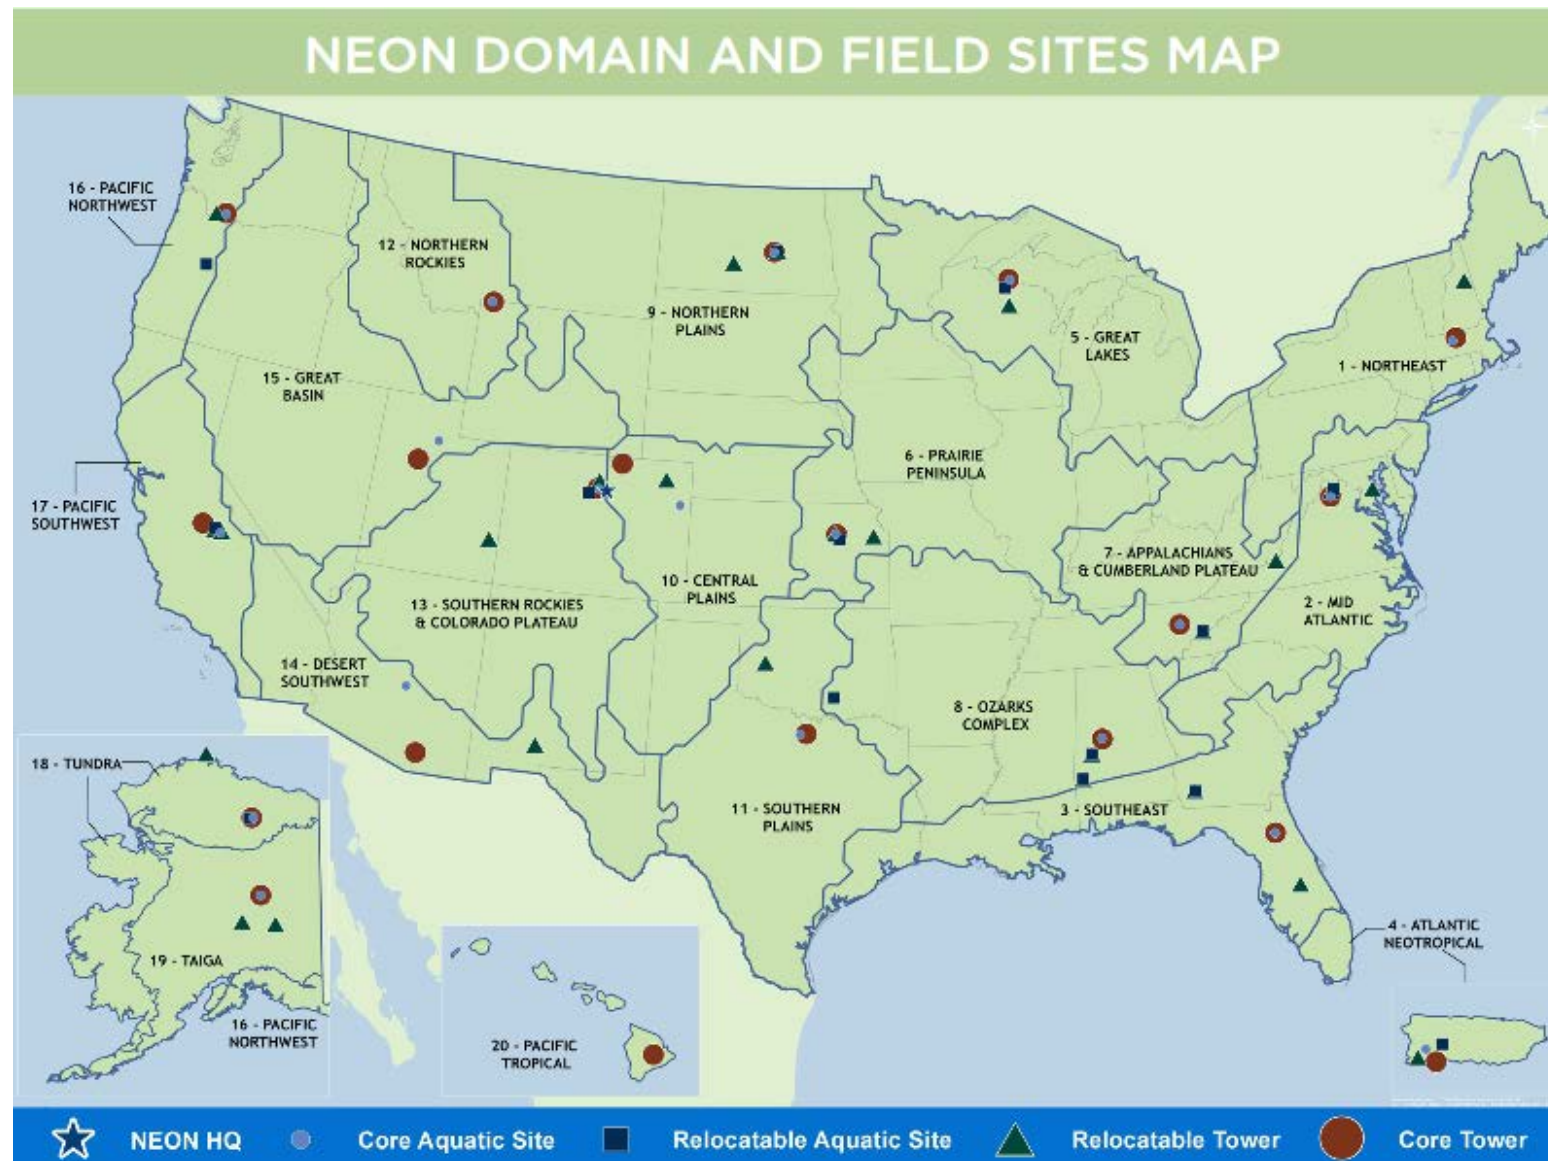 NEON DOMAIN AND FIELD SITES MAP
16 - PACIFIC
NORTHWEST
12 - NORTHERN
ROCKIES
9 - NORTHERN
PLAINS
5 - GREAT
LAKES
1 - NORTHEAST
15 - GREAT
BASIN
6 - PRAIRIE
PENINSULA
17 - PACIFIC
SOUTHWEST
7 - APPALACHIANS
& CUMBERLAND PLATEAU
10 - CENTRAL
PLAINS
13 - SOUTHERN ROCKIES
& COLORADO PLATEAU
2 - MID
ATLANTIC
14 - DESERT
SOUTHWEST
8 - OZARKS
COMPLEX
18 - TUNDRA
11 - SOUTHERN
PLAINS
3 - SOUTHEAST
4 - ATLANTIC
NEOTROPICAL
19 - TAIGA
16 - PACIFIC
NORTHWEST
20 - PACIFIC
TROPICAL
NEON HQ
Core Aquatic Site
Relocatable Aquatic Site
Relocatable Tower
Core Tower